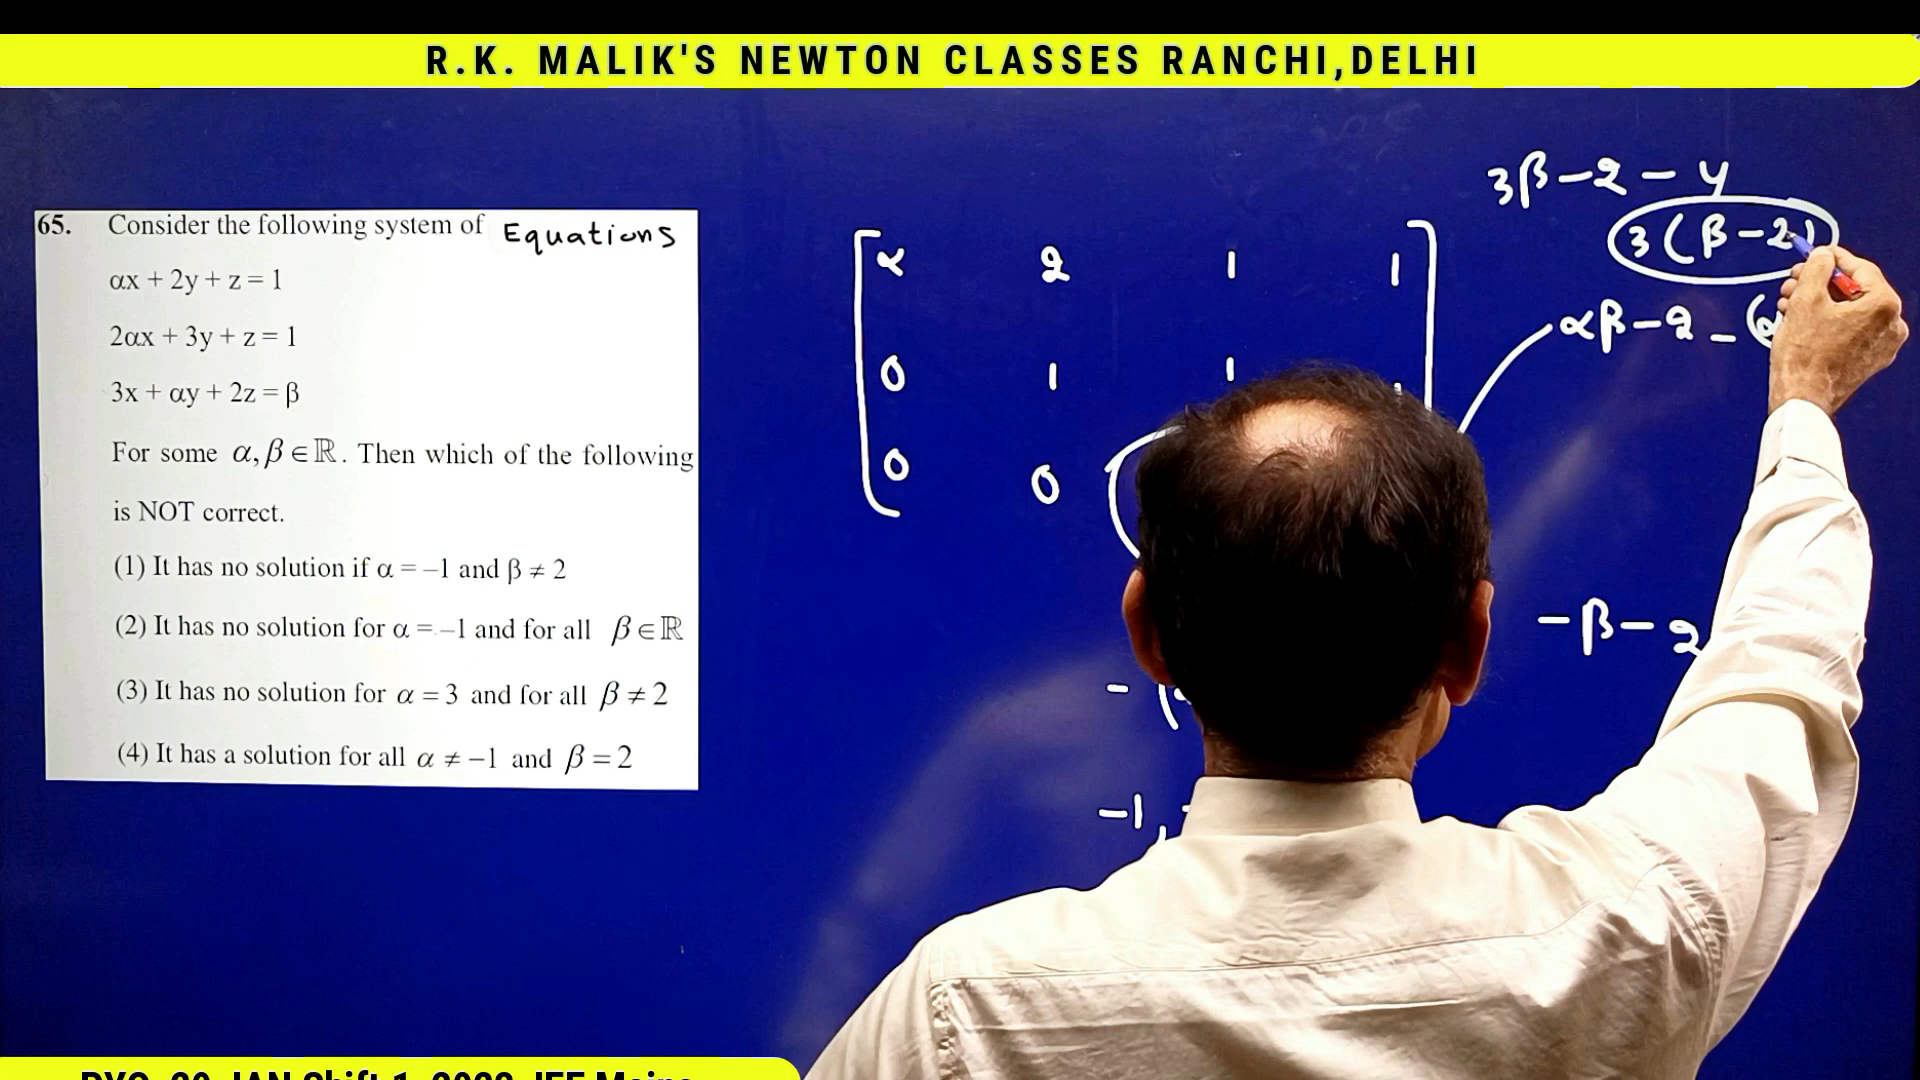 R.K. MALIK'S NEWTON CLASSES RANCHI,DELHI
65. Consider the following system of Equations
αx + 2y + z = 1
2αx + 3y + z = 1
3x + αy + 2z = β
For some α, β ∈ ℝ. Then which of the following
is NOT correct.
(1) It has no solution if α = –1 and β ≠ 2
(2) It has no solution for α = –1 and for all β ∈ ℝ
(3) It has no solution for α = 3 and for all β ≠ 2
(4) It has a solution for all α ≠ –1 and β = 2
α 2 1 1
0 1 1
0 0
3β – 2 – 4
3(β – 2)
αβ – 2 – (
– β – 2
– (
–1,